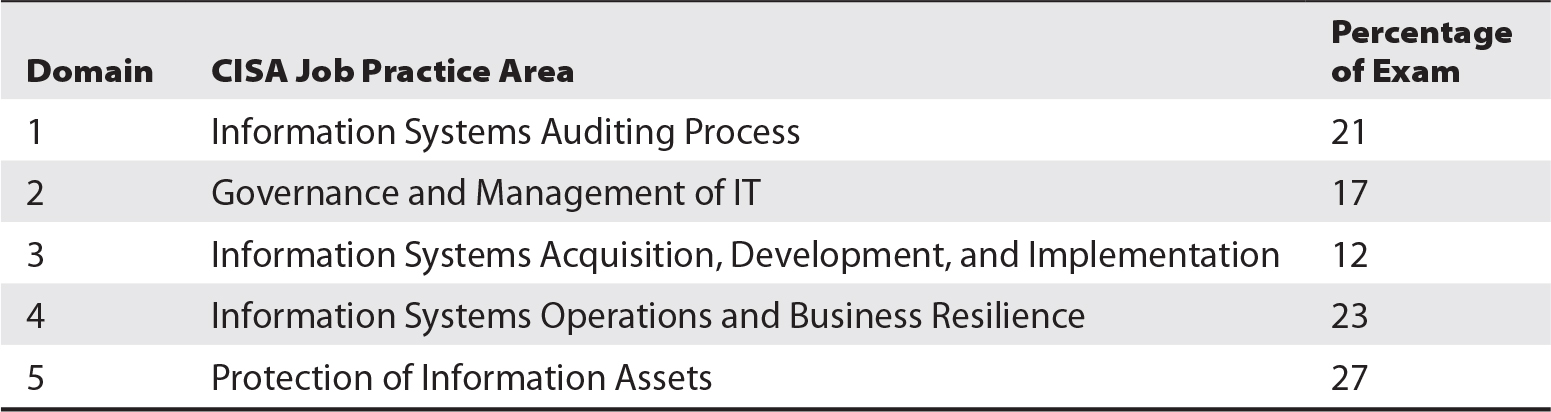 Domain CISA Job Practice Area Percentage of Exam
1 Information Systems Auditing Process 21
2 Governance and Management of IT 17
3 Information Systems Acquisition, Development, and Implementation 12
4 Information Systems Operations and Business Resilience 23
5 Protection of Information Assets 27